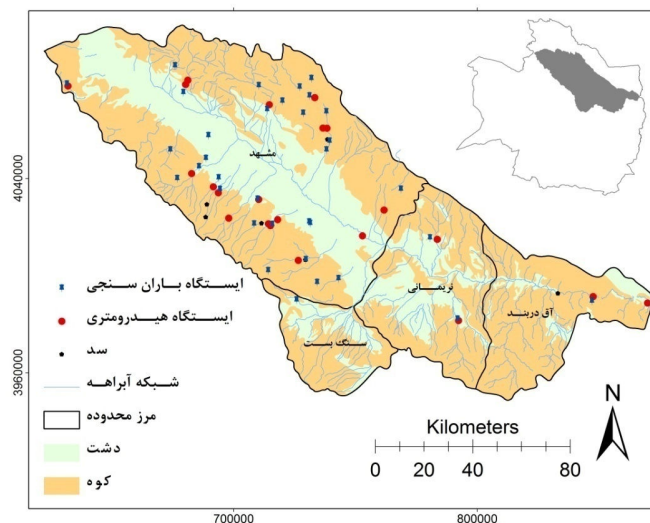 4040000
3960000
700000
800000
مشهد
نریمانی
سنگ بست
آق دربند
ایستگاه باران سنجی
ایستگاه هیدرومتری
سد
شبکه آبراهه
مرز محدوده
دشت
کوه
Kilometers
0 20 40 80
N